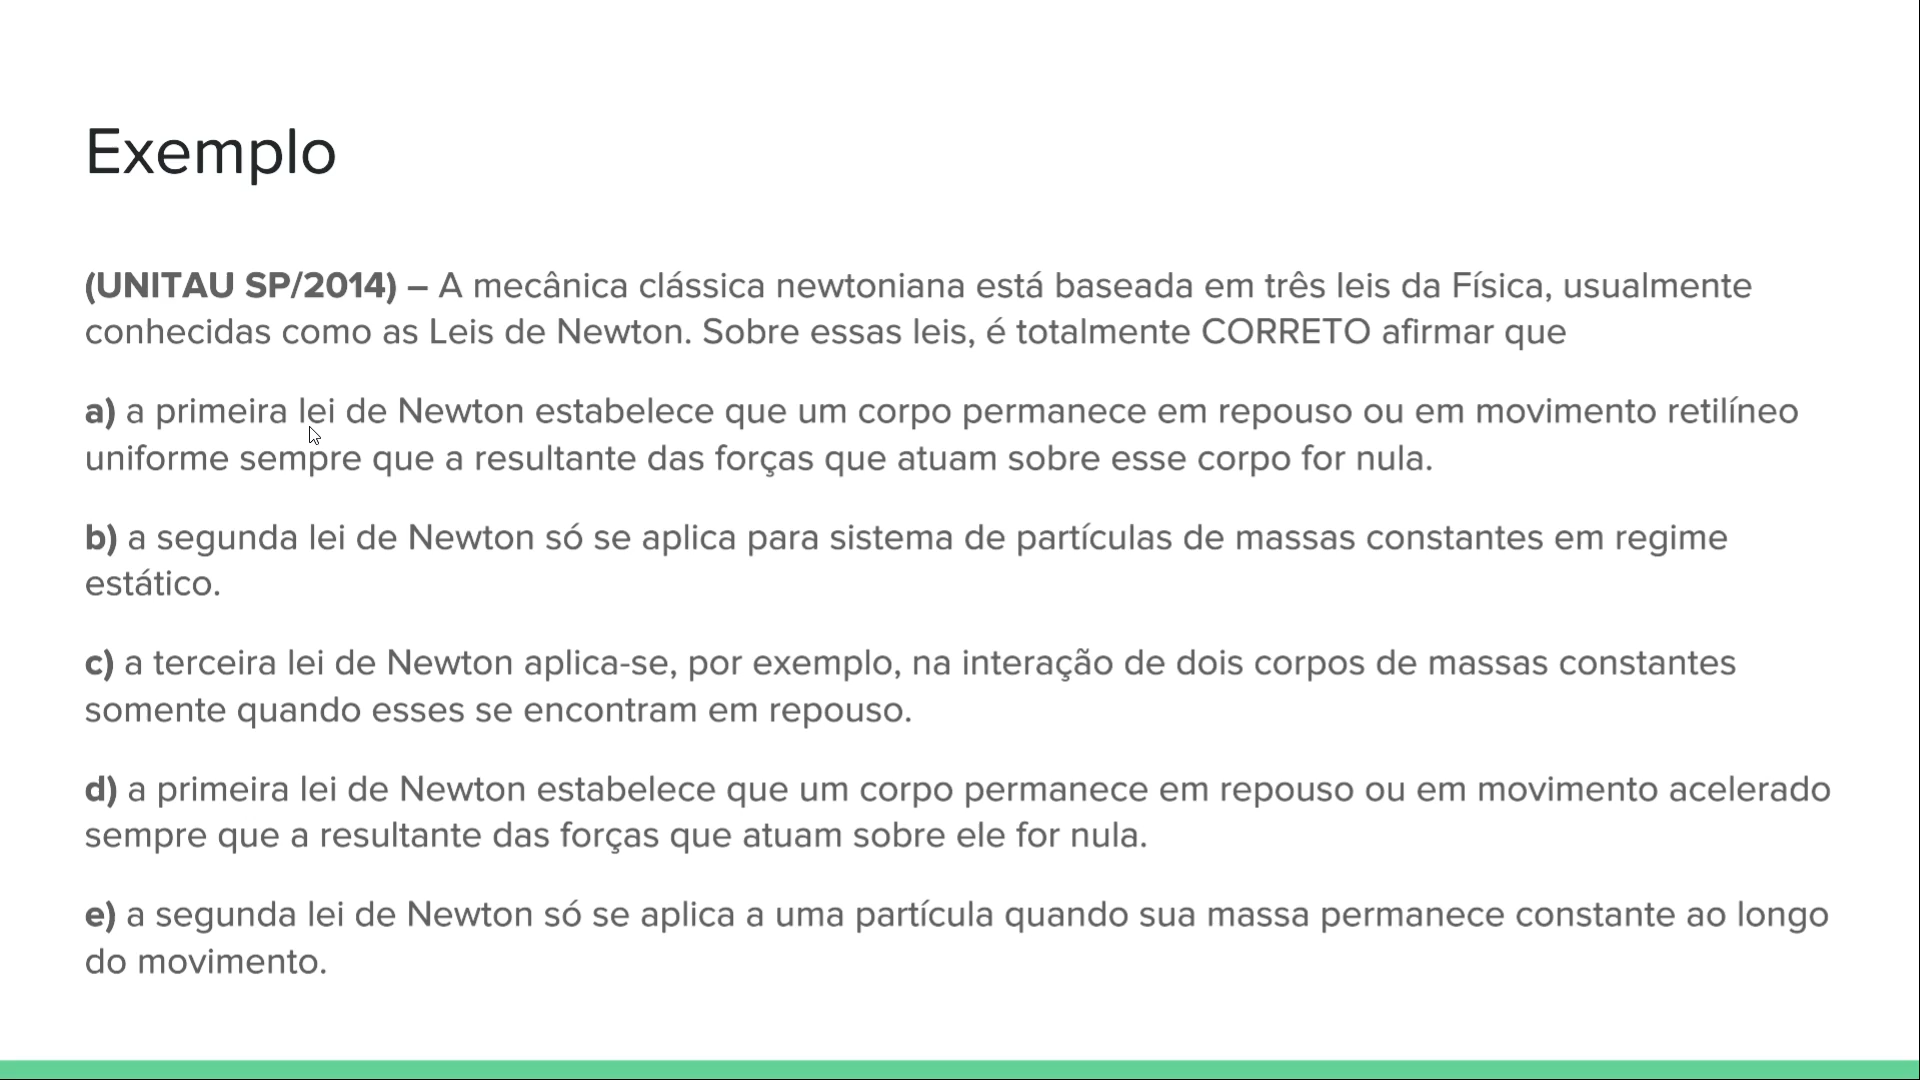 Exemplo
(UNITAU SP/2014) – A mecânica clássica newtoniana está baseada em três leis da Física, usualmente
conhecidas como as Leis de Newton. Sobre essas leis, é totalmente CORRETO afirmar que
a) a primeira lei de Newton estabelece que um corpo permanece em repouso ou em movimento retilíneo
uniforme sempre que a resultante das forças que atuam sobre esse corpo for nula.
b) a segunda lei de Newton só se aplica para sistema de partículas de massas constantes em regime
estático.
c) a terceira lei de Newton aplica-se, por exemplo, na interação de dois corpos de massas constantes
somente quando esses se encontram em repouso.
d) a primeira lei de Newton estabelece que um corpo permanece em repouso ou em movimento acelerado
sempre que a resultante das forças que atuam sobre ele for nula.
e) a segunda lei de Newton só se aplica a uma partícula quando sua massa permanece constante ao longo
do movimento.